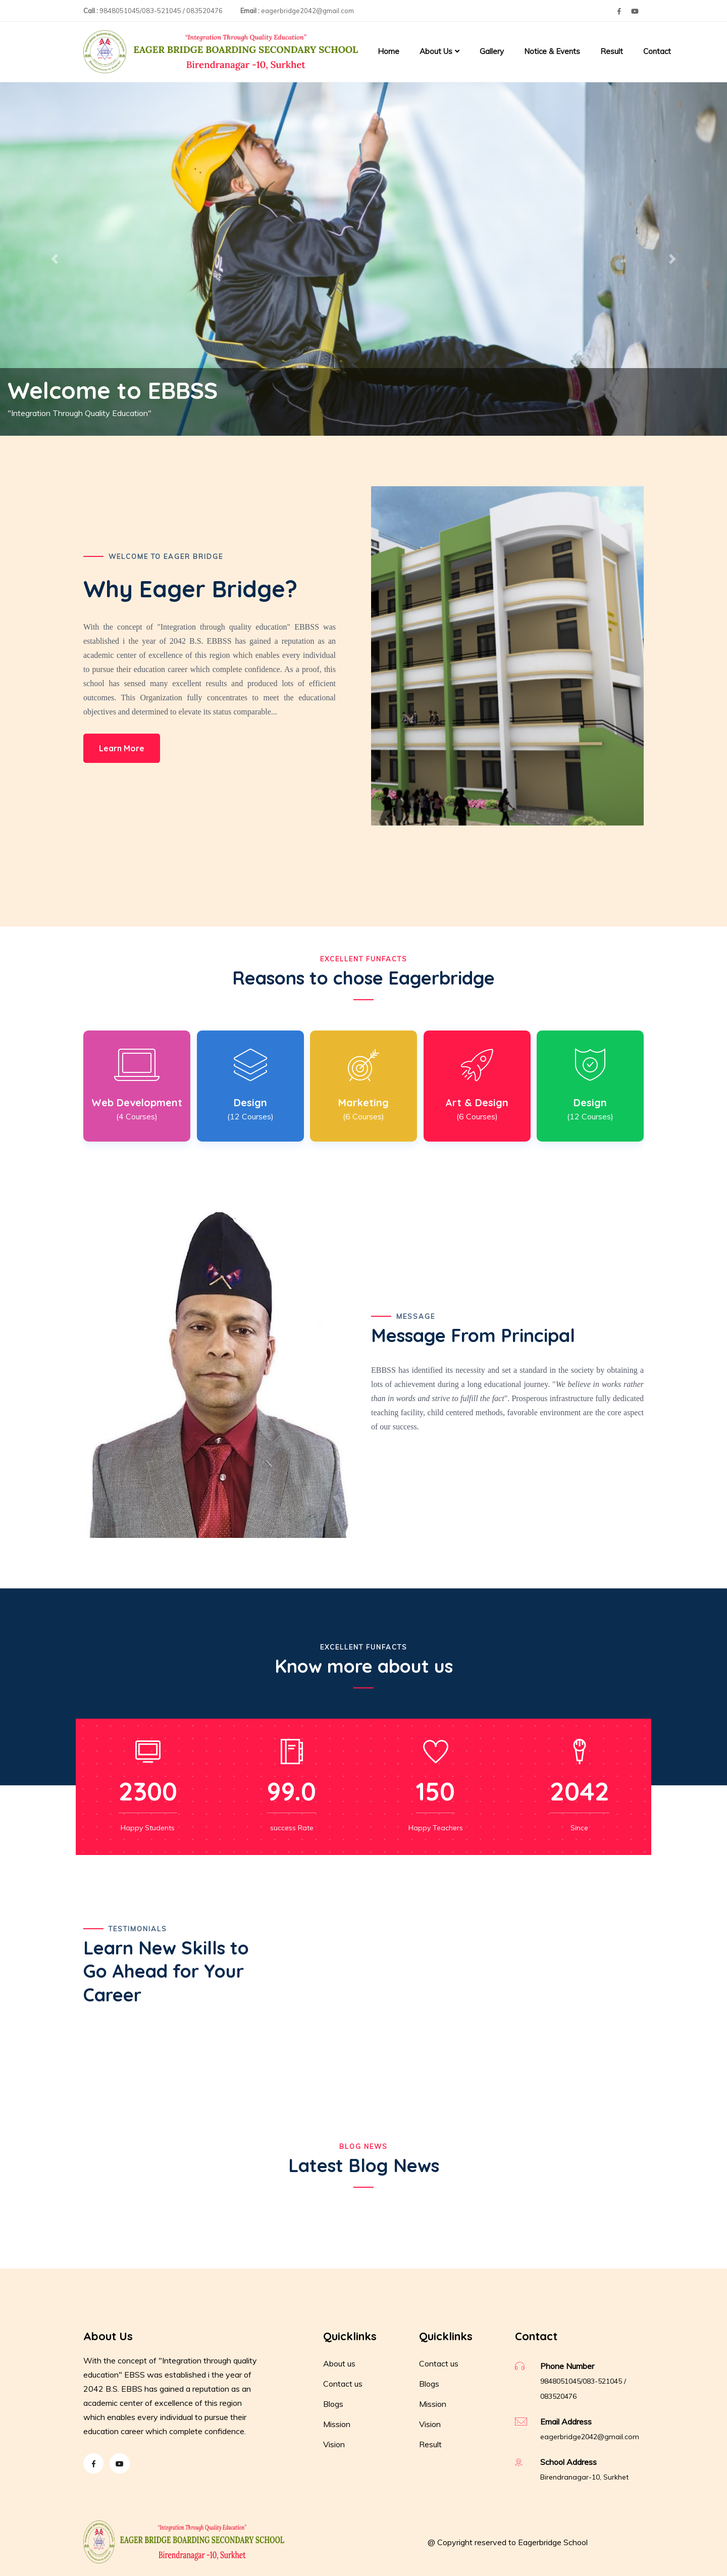 Call : 9848051045/083-521045 / 083520476
Email : eagerbridge2042@gmail.com
"Integration Through Quality Education"
EAGER BRIDGE BOARDING SECONDARY SCHOOL
Birendranagar -10, Surkhet
Home
About Us
Gallery
Notice & Events
Result
Contact
Welcome to EBBSS
"Integration Through Quality Education"
WELCOME TO EAGER BRIDGE
Why Eager Bridge?
With the concept of "Integration through quality education" EBBSS was
established i the year of 2042 B.S. EBBSS has gained a reputation as an
academic center of excellence of this region which enables every individual
to pursue their education career which complete confidence. As a proof, this
school has sensed many excellent results and produced lots of efficient
outcomes. This Organization fully concentrates to meet the educational
objectives and determined to elevate its status comparable...
Learn More
EXCELLENT FUNFACTS
Reasons to chose Eagerbridge
Web Development
(4 Courses)
Design
(12 Courses)
Marketing
(6 Courses)
Art & Design
(6 Courses)
Design
(12 Courses)
MESSAGE
Message From Principal
EBBSS has identified its necessity and set a standard in the society by obtaining a
lots of achievement during a long educational journey. "We believe in works rather
than in words and strive to fulfill the fact". Prosperous infrastructure fully dedicated
teaching facility, child centered methods, favorable environment are the core aspect
of our success.
EXCELLENT FUNFACTS
Know more about us
2300
Happy Students
99.0
success Rate
150
Happy Teachers
2042
Since
TESTIMONIALS
Learn New Skills to
Go Ahead for Your
Career
BLOG NEWS
Latest Blog News
About Us
With the concept of "Integration through quality
education" EBSS was established i the year of
2042 B.S. EBBS has gained a reputation as an
academic center of excellence of this region
which enables every individual to pursue their
education career which complete confidence.
Quicklinks
About us
Contact us
Blogs
Mission
Vision
Quicklinks
Contact us
Blogs
Mission
Vision
Result
Contact
Phone Number
9848051045/083-521045 /
083520476
Email Address
eagerbridge2042@gmail.com
School Address
Birendranagar-10, Surkhet
"Integration Through Quality Education"
EAGER BRIDGE BOARDING SECONDARY SCHOOL
Birendranagar -10, Surkhet
@ Copyright reserved to Eagerbridge School